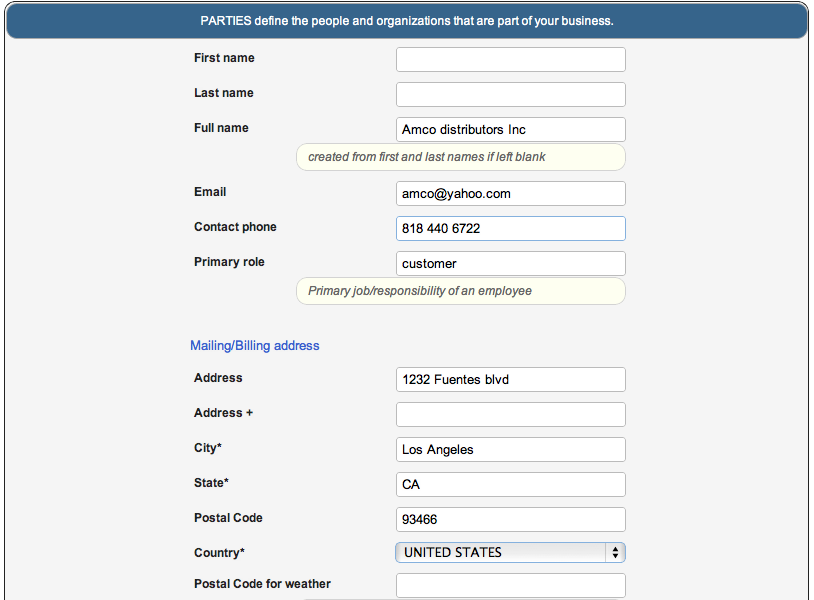 PARTIES define the people and organizations that are part of your business.
First name
Last name
Full name Amco distributors Inc
created from first and last names if left blank
Email amco@yahoo.com
Contact phone 818 440 6722
Primary role customer
Primary job/responsibility of an employee
Mailing/Billing address
Address 1232 Fuentes blvd
Address +
City* Los Angeles
State* CA
Postal Code 93466
Country* UNITED STATES
Postal Code for weather